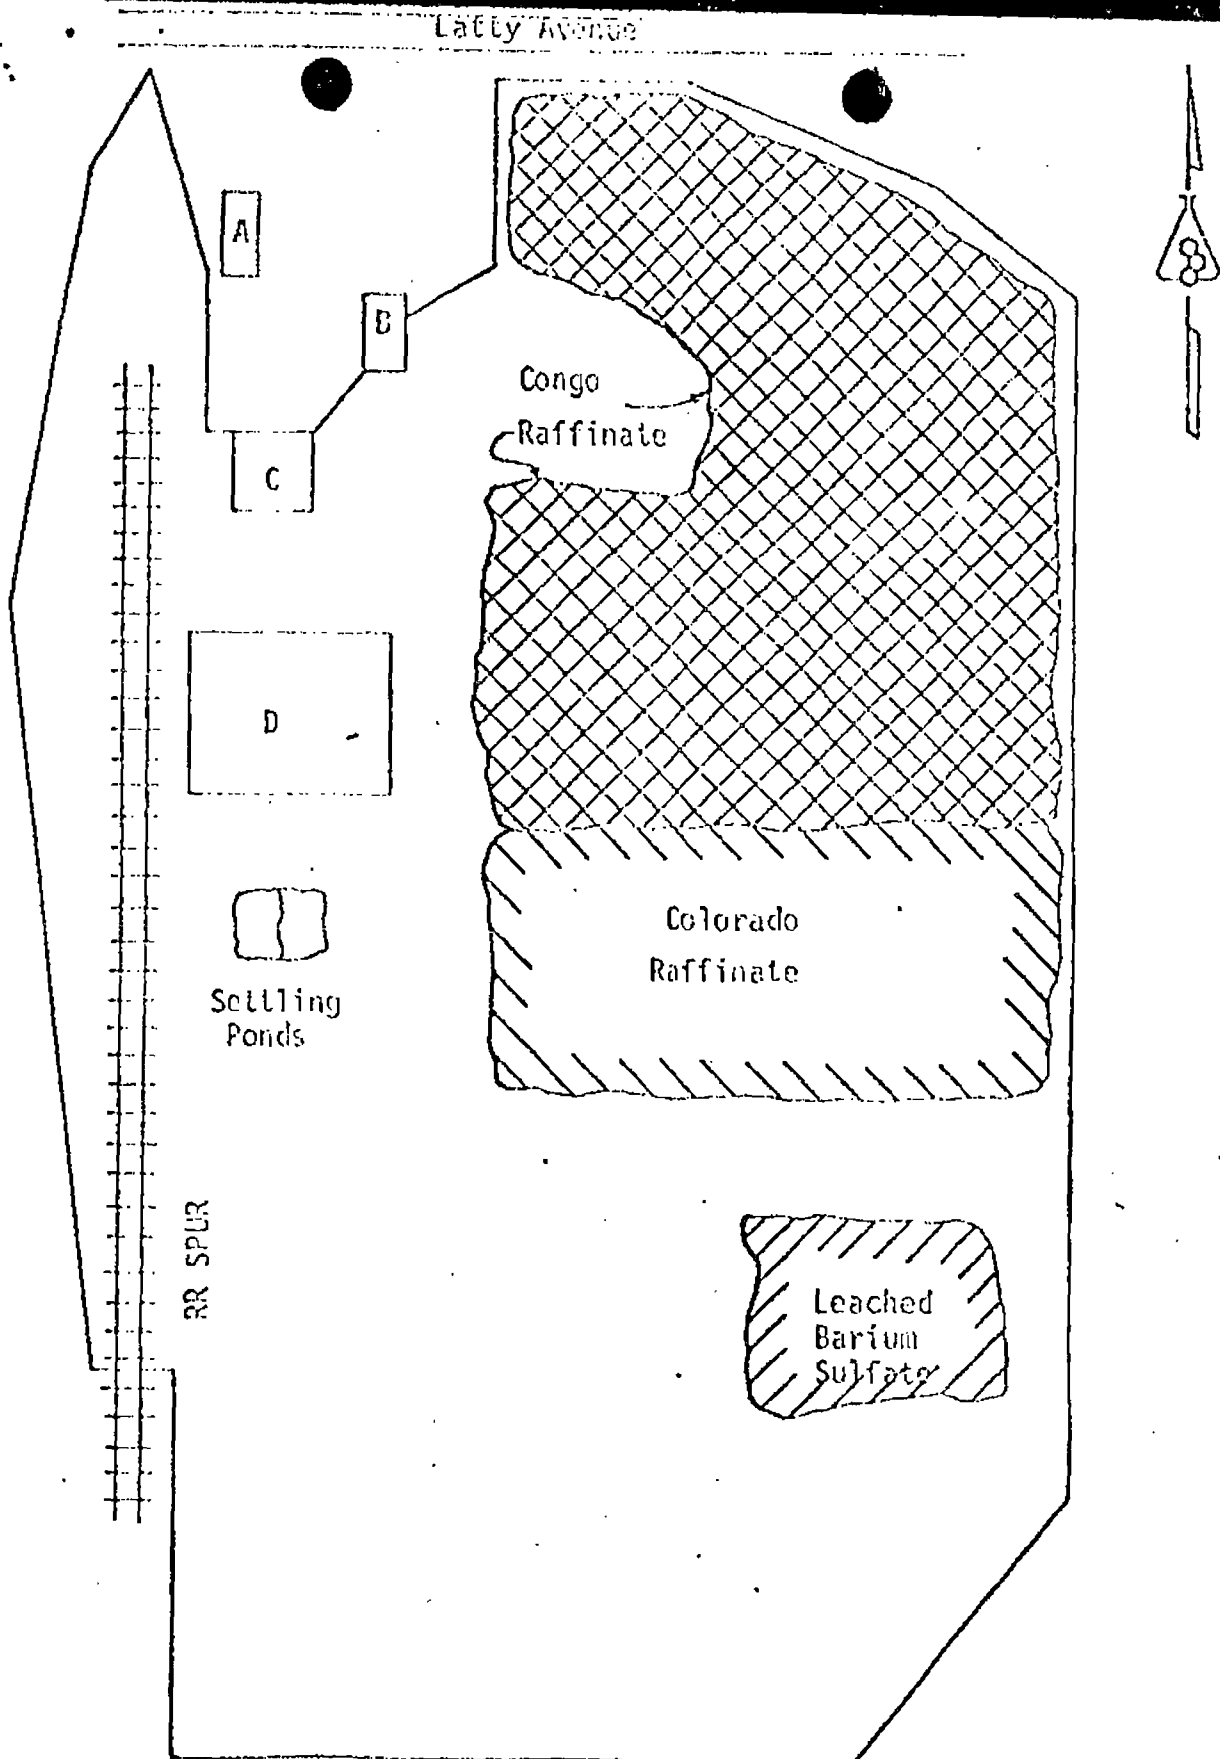 Latty Avenue
A
B
Congo
Raffinate
C
D
Colorado
Raffinate
Settling
Ponds
RR SPUR
Leached
Barium
Sulfate